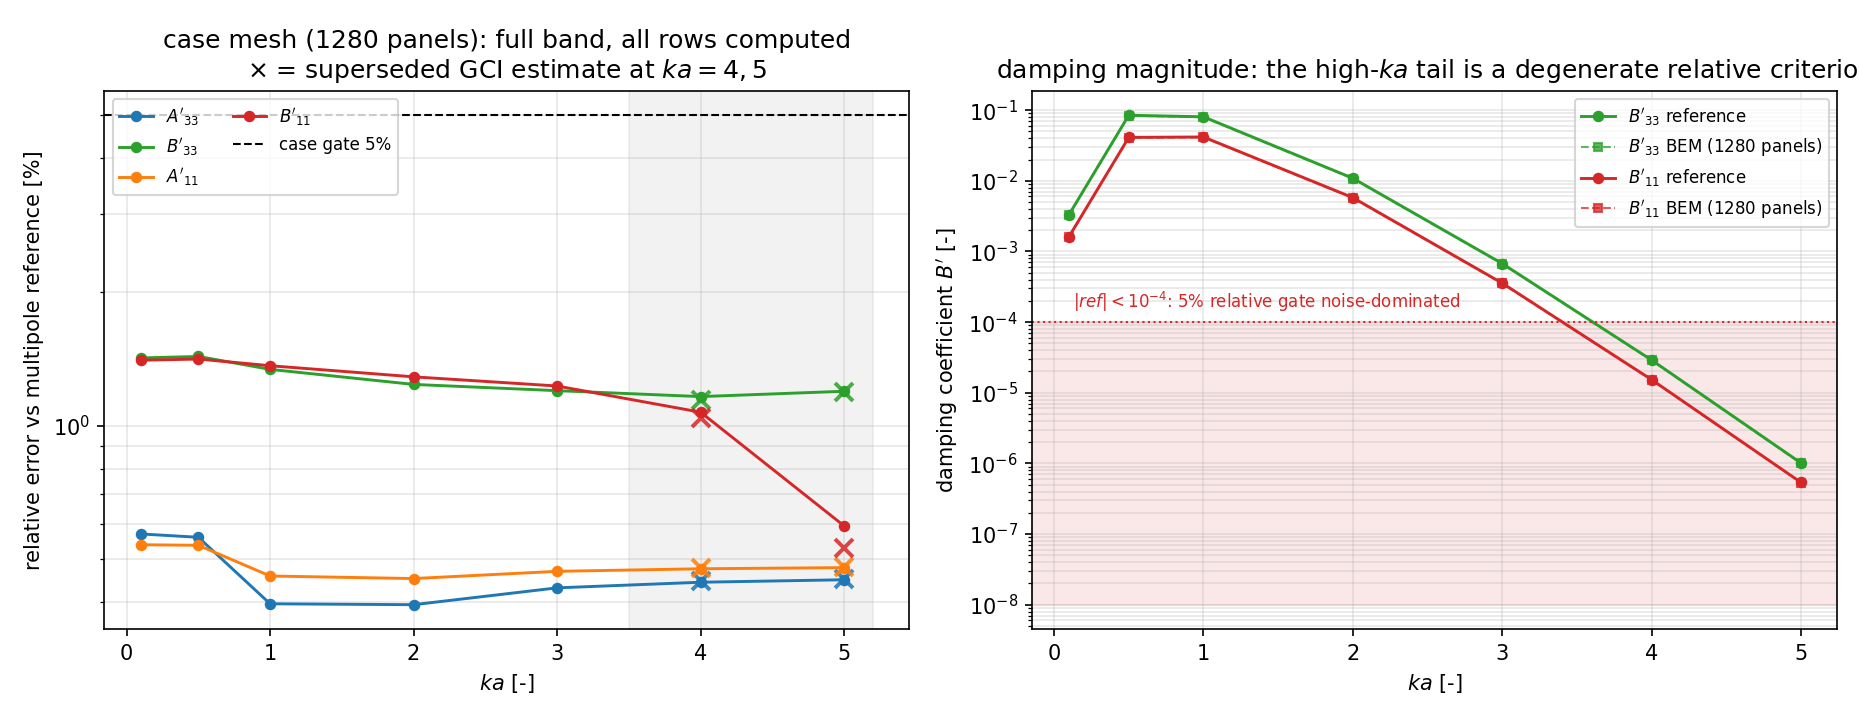 case mesh (1280 panels): full band, all rows computed
× = superseded GCI estimate at ka = 4, 5
A′33
B′33
A′11
B′11
case gate 5%
relative error vs multipole reference [%]
10⁰
0 1 2 3 4 5
ka [-]
damping magnitude: the high-ka tail is a degenerate relative criterio
B′33 reference
B′33 BEM (1280 panels)
B′11 reference
B′11 BEM (1280 panels)
|ref| < 10⁻⁴: 5% relative gate noise-dominated
damping coefficient B′ [-]
10⁻¹
10⁻²
10⁻³
10⁻⁴
10⁻⁵
10⁻⁶
10⁻⁷
10⁻⁸
0 1 2 3 4 5
ka [-]